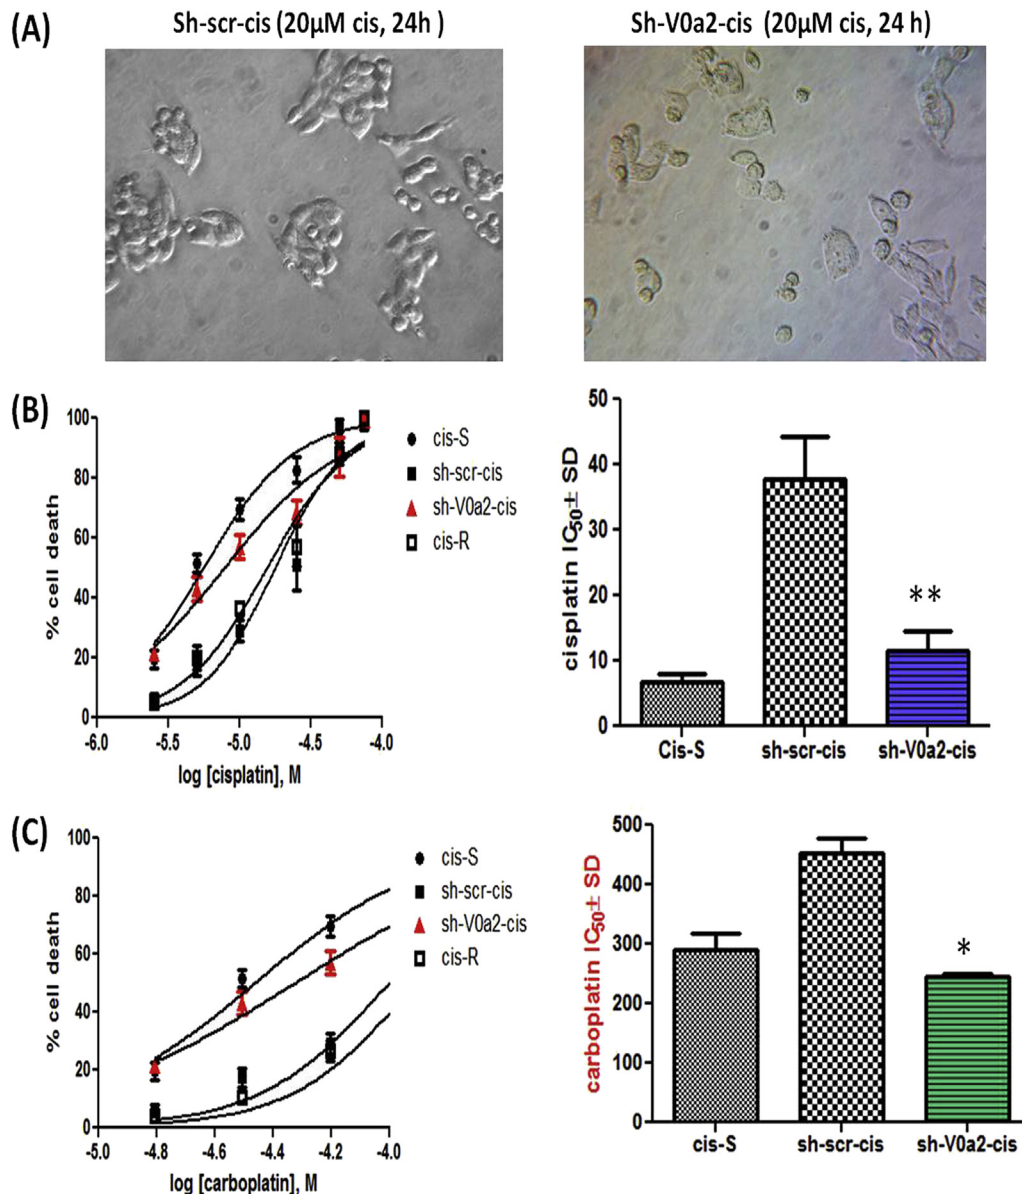 (A)
Sh-scr-cis (20µM cis, 24h )
Sh-V0a2-cis (20µM cis, 24 h)
(B)
% cell death
100
80
60
40
20
0
-6.0
-5.5
-5.0
-4.5
-4.0
log [cisplatin], M
cis-S
sh-scr-cis
sh-V0a2-cis
cis-R
cisplatin IC50± SD
50
40
30
20
10
0
**
Cis-S
sh-scr-cis
sh-V0a2-cis
(C)
% cell death
100
80
60
40
20
0
-5.0
-4.8
-4.6
-4.4
-4.2
-4.0
log [carboplatin], M
cis-S
sh-scr-cis
sh-V0a2-cis
cis-R
carboplatin IC50± SD
500
400
300
200
100
0
*
cis-S
sh-scr-cis
sh-V0a2-cis